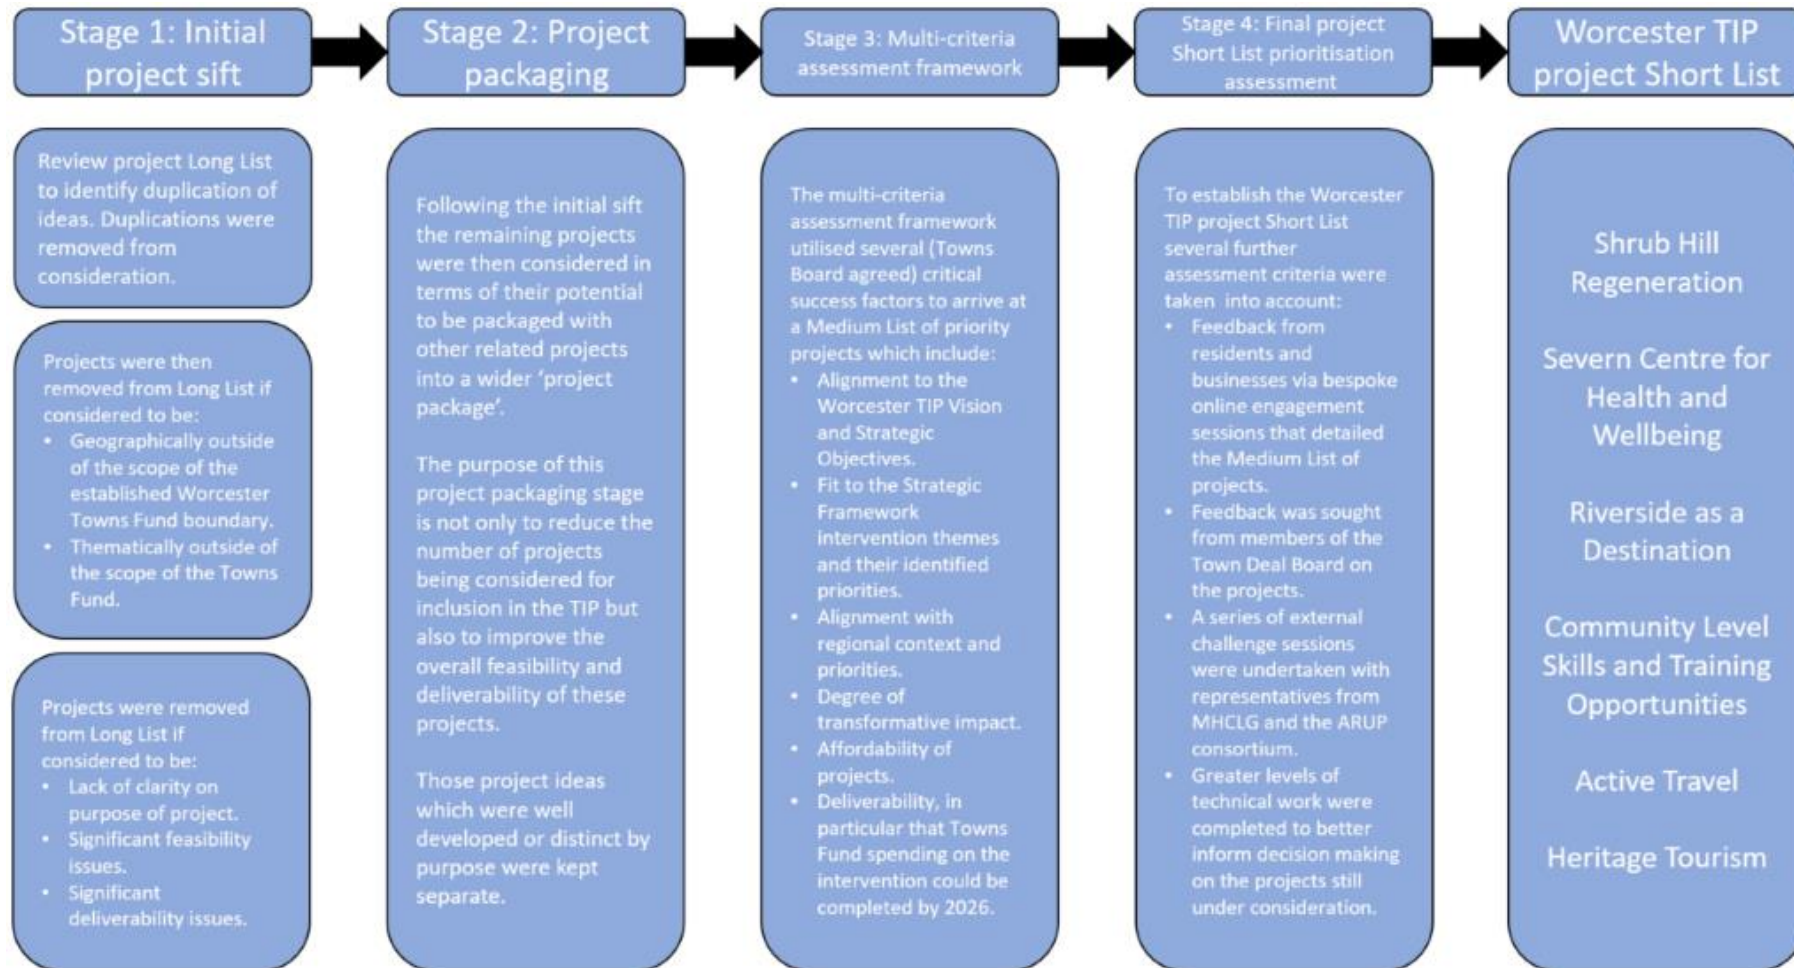 Stage 1: Initial
project sift
Stage 2: Project
packaging
Stage 3: Multi-criteria
assessment framework
Stage 4: Final project
Short List prioritisation
assessment
Worcester TIP
project Short List
Review project Long List
to identify duplication of
ideas. Duplications were
removed from
consideration.
Projects were then
removed from Long List if
considered to be:
• Geographically outside
of the scope of the
established Worcester
Towns Fund boundary.
• Thematically outside of
the scope of the Towns
Fund.
Projects were removed
from Long List if
considered to be:
• Lack of clarity on
purpose of project.
• Significant feasibility
issues.
• Significant
deliverability issues.
Following the initial sift
the remaining projects
were then considered in
terms of their potential
to be packaged with
other related projects
into a wider ‘project
package’.
The purpose of this
project packaging stage
is not only to reduce the
number of projects
being considered for
inclusion in the TIP but
also to improve the
overall feasibility and
deliverability of these
projects.
Those project ideas
which were well
developed or distinct by
purpose were kept
separate.
The multi-criteria
assessment framework
utilised several (Towns
Board agreed) critical
success factors to arrive at
a Medium List of priority
projects which include:
• Alignment to the
Worcester TIP Vision
and Strategic
Objectives.
• Fit to the Strategic
Framework
intervention themes
and their identified
priorities.
• Alignment with
regional context and
priorities.
• Degree of
transformative impact.
• Affordability of
projects.
• Deliverability, in
particular that Towns
Fund spending on the
intervention could be
completed by 2026.
To establish the Worcester
TIP project Short List
several further
assessment criteria were
taken into account:
• Feedback from
residents and
businesses via bespoke
online engagement
sessions that detailed
the Medium List of
projects.
• Feedback was sought
from members of the
Town Deal Board on
the projects.
• A series of external
challenge sessions
were undertaken with
representatives from
MHCLG and the ARUP
consortium.
• Greater levels of
technical work were
completed to better
inform decision making
on the projects still
under consideration.
Shrub Hill
Regeneration
Severn Centre for
Health and
Wellbeing
Riverside as a
Destination
Community Level
Skills and Training
Opportunities
Active Travel
Heritage Tourism